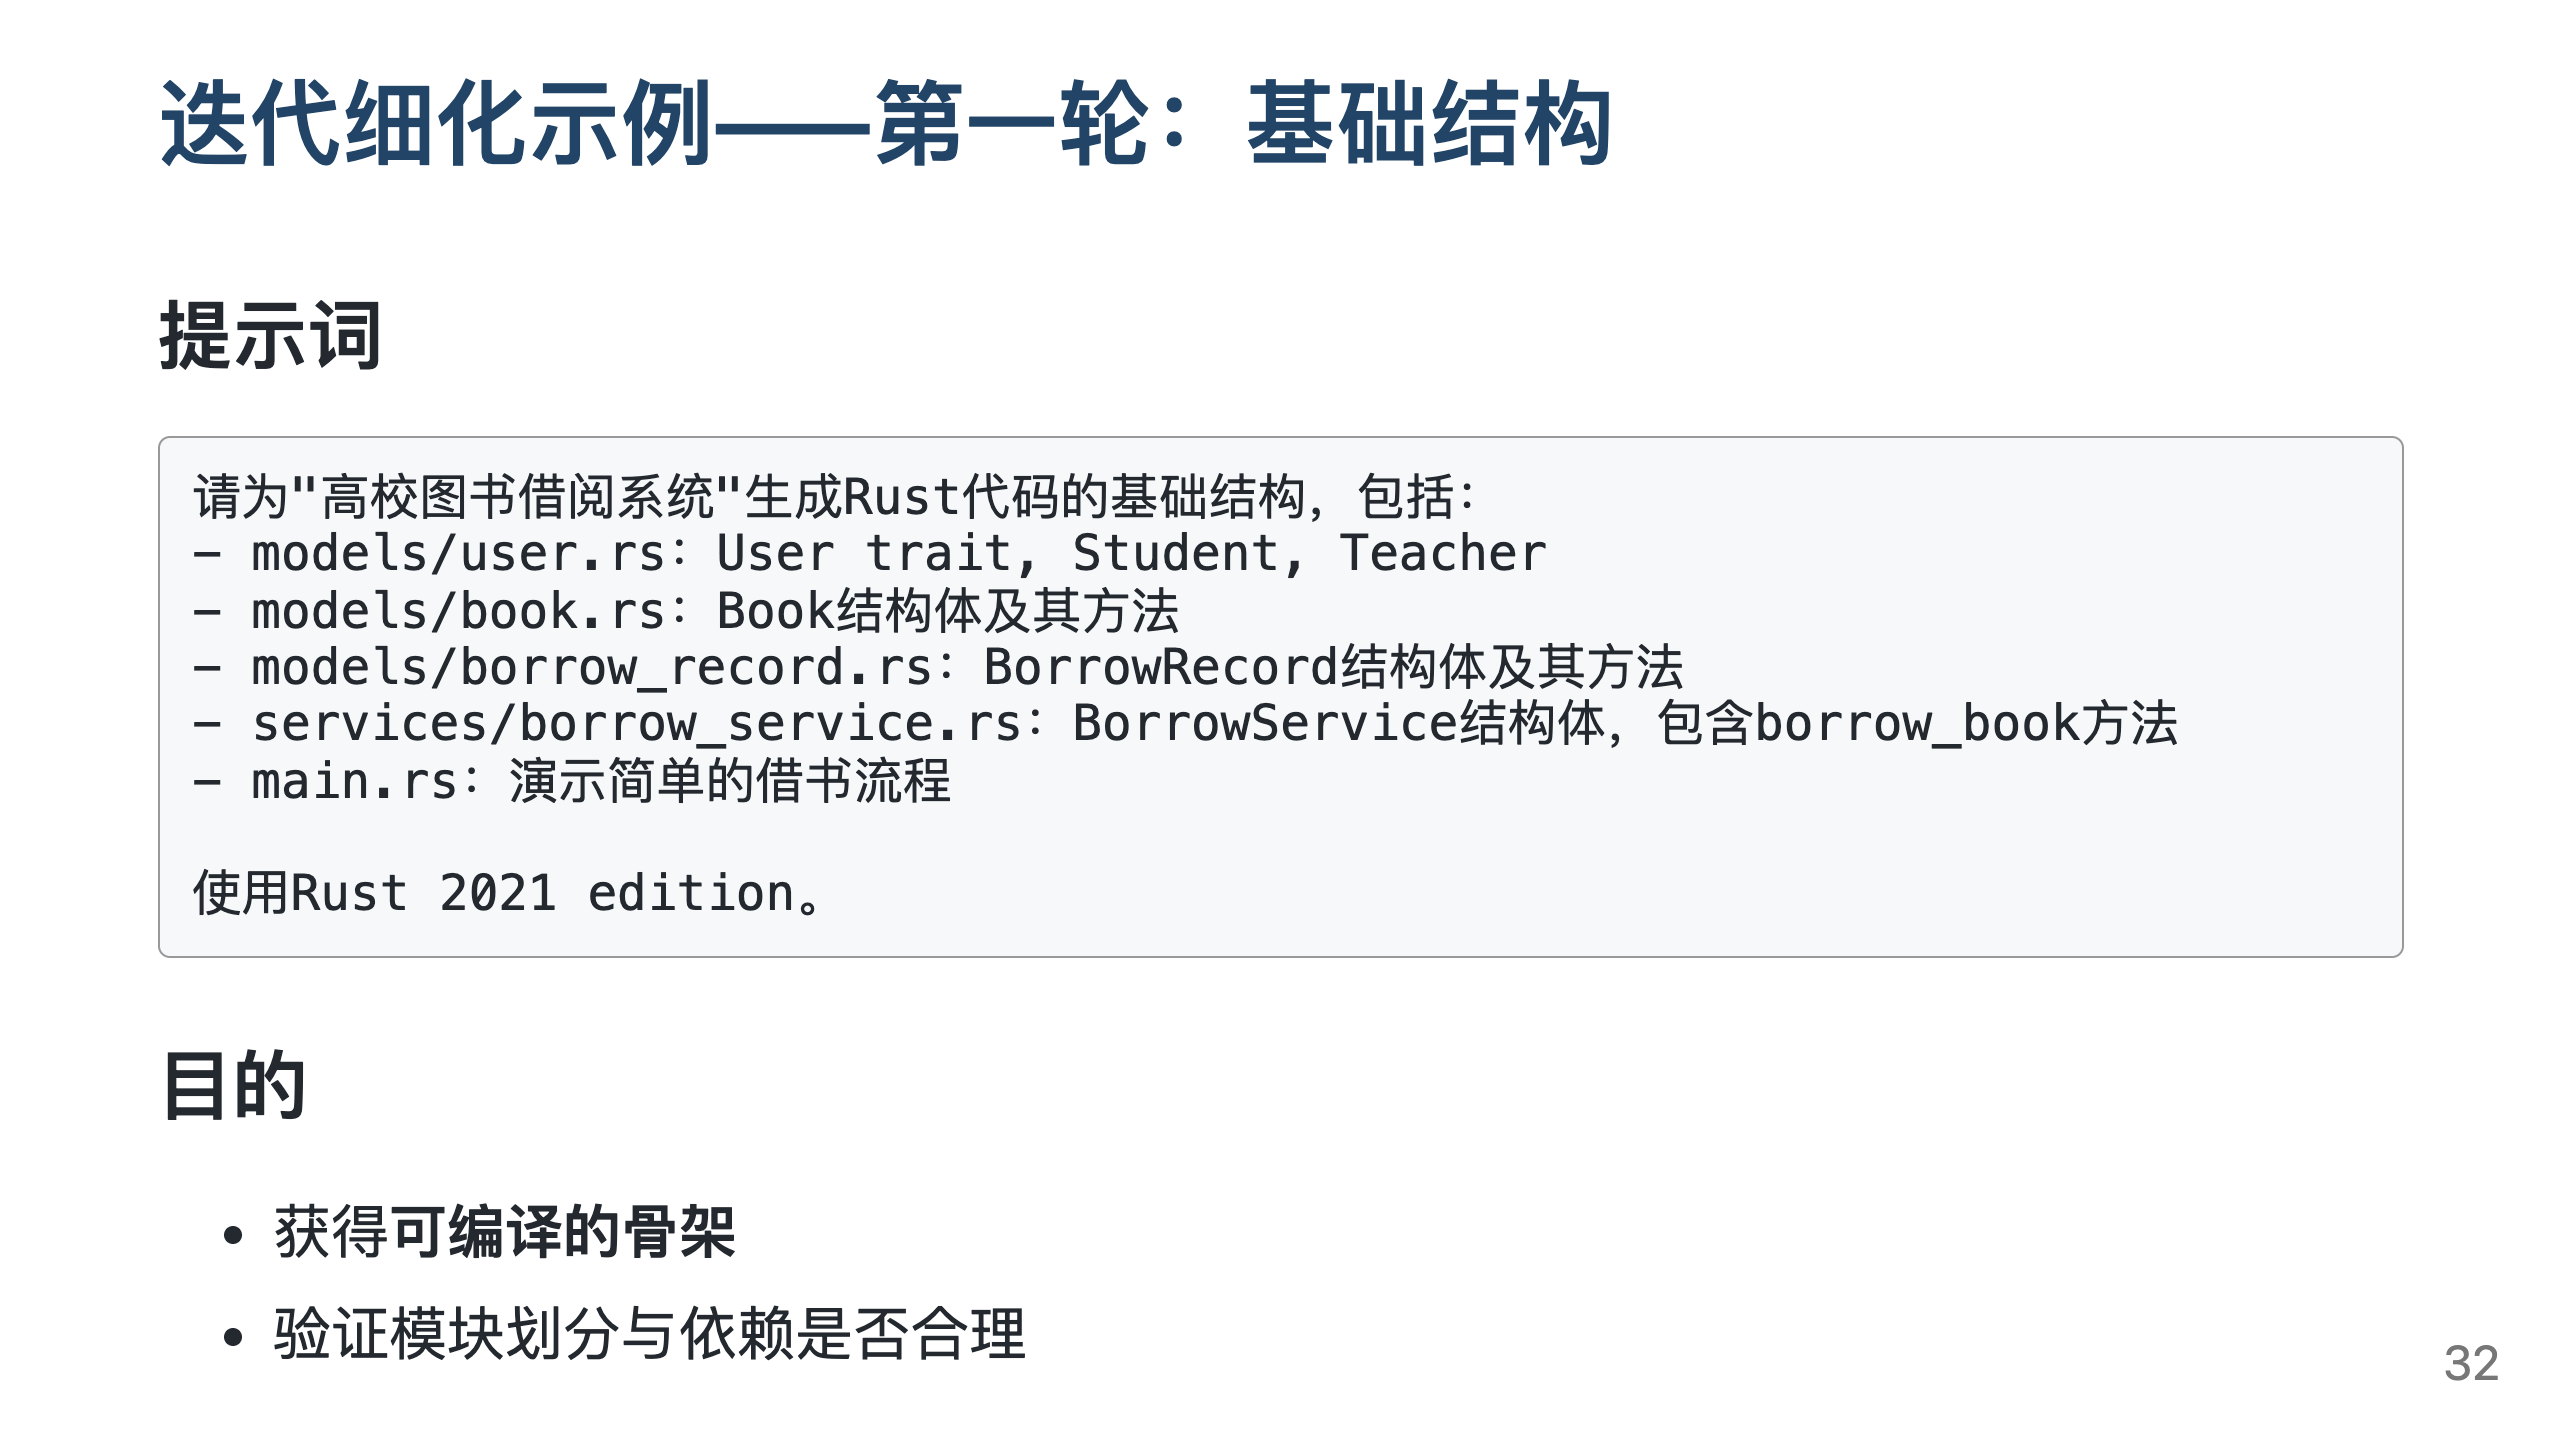 迭代细化示例——第一轮：基础结构
提示词
请为"高校图书借阅系统"生成Rust代码的基础结构，包括：
- models/user.rs：User trait, Student, Teacher
- models/book.rs：Book结构体及其方法
- models/borrow_record.rs：BorrowRecord结构体及其方法
- services/borrow_service.rs：BorrowService结构体，包含borrow_book方法
- main.rs：演示简单的借书流程
使用Rust 2021 edition。
目的
• 获得可编译的骨架
• 验证模块划分与依赖是否合理
32